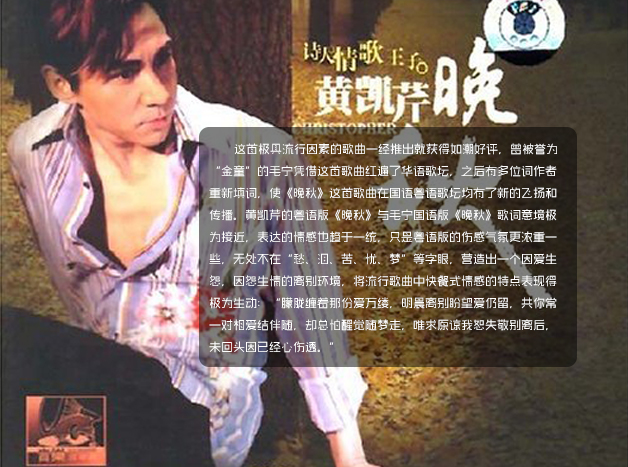 诗人情歌王子。
黄凯芹晚
CHRISTOPHER
秋
这首极具流行因素的歌曲一经推出就获得如潮好评，曾被誉为
“金童”的毛宁凭借这首歌曲红遍了华语歌坛，之后有多位词作者
重新填词，使《晚秋》这首歌曲在国语粤语歌坛均有了新的飞扬和
传播。黄凯芹的粤语版《晚秋》与毛宁国语版《晚秋》歌词意境极
为接近，表达的情感也趋于一统，只是粤语版的伤感气氛更浓重一
些，无处不在“愁、泪、苦、忧、梦”等字眼，营造出一个因爱生
怨，因怨生情的离别环境，将流行歌曲中快餐式情感的特点表现得
极为生动：“朦胧缠着那份爱万缕，明晨离别盼望爱仍留，共你常
一对相爱结伴随，却总怕醒觉随梦走，唯求原谅我恕失敬别离后，
未回头因已经心伤透。”